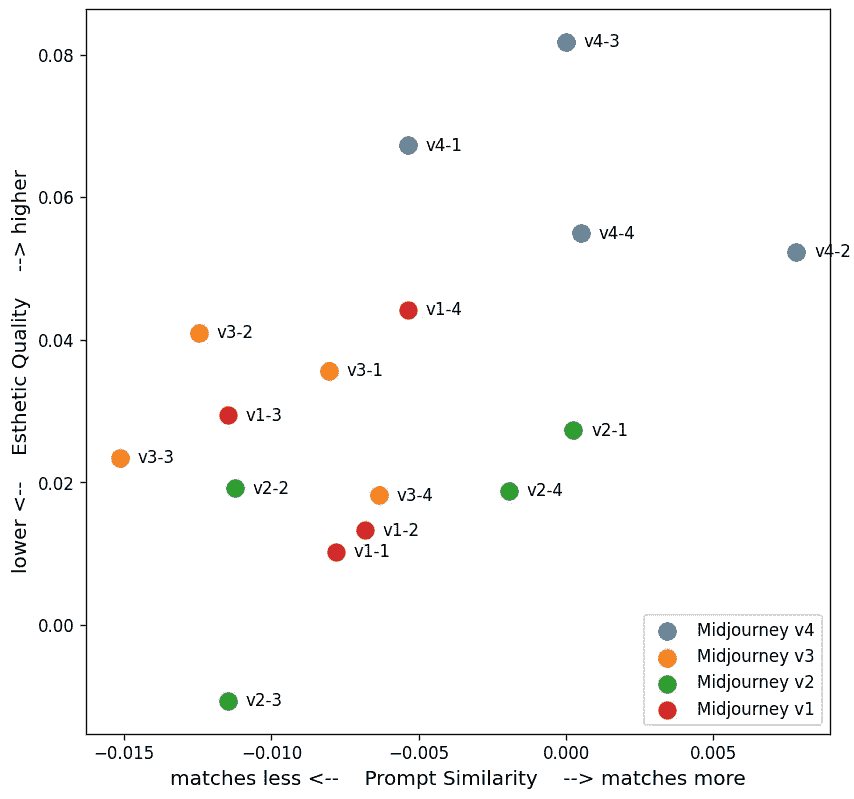 v4-3
0.08
v4-1
0.06
v4-4
v4-2
v1-4
v3-2
0.04
v3-1
v1-3
v2-1
v3-3
v2-2
v2-4
0.02
v3-4
v1-2
v1-1
0.00
v2-3
lower <-- Esthetic Quality --> higher
Midjourney v4
Midjourney v3
Midjourney v2
Midjourney v1
−0.015 −0.010 −0.005 0.000 0.005
matches less <-- Prompt Similarity --> matches more